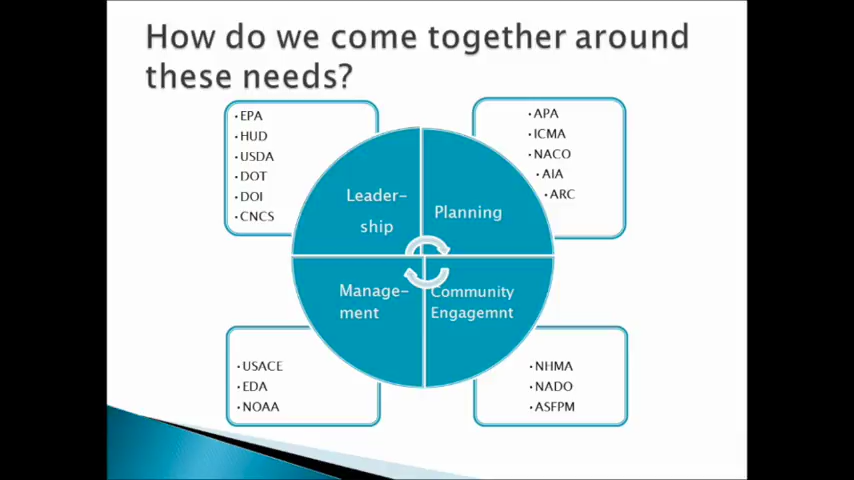 How do we come together around
these needs?
•EPA
•HUD
•USDA
•DOT
•DOI
•CNCS
•APA
•ICMA
•NACO
•AIA
•ARC
Leader-
ship
Planning
Manage-
ment
Community
Engagemnt
•USACE
•EDA
•NOAA
•NHMA
•NADO
•ASFPM